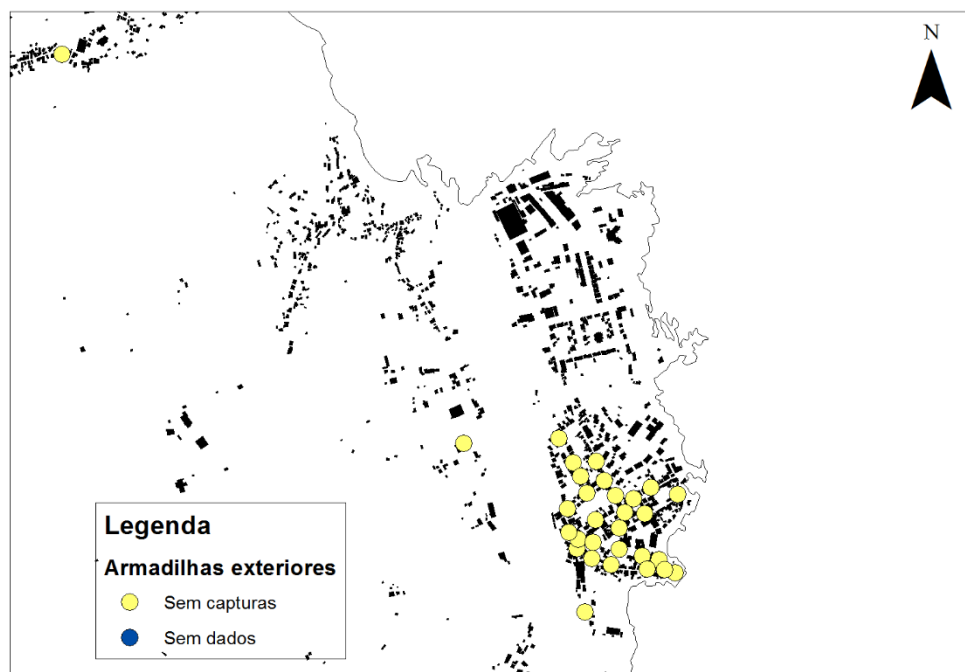 N
Legenda
Armadilhas exteriores
Sem capturas
Sem dados